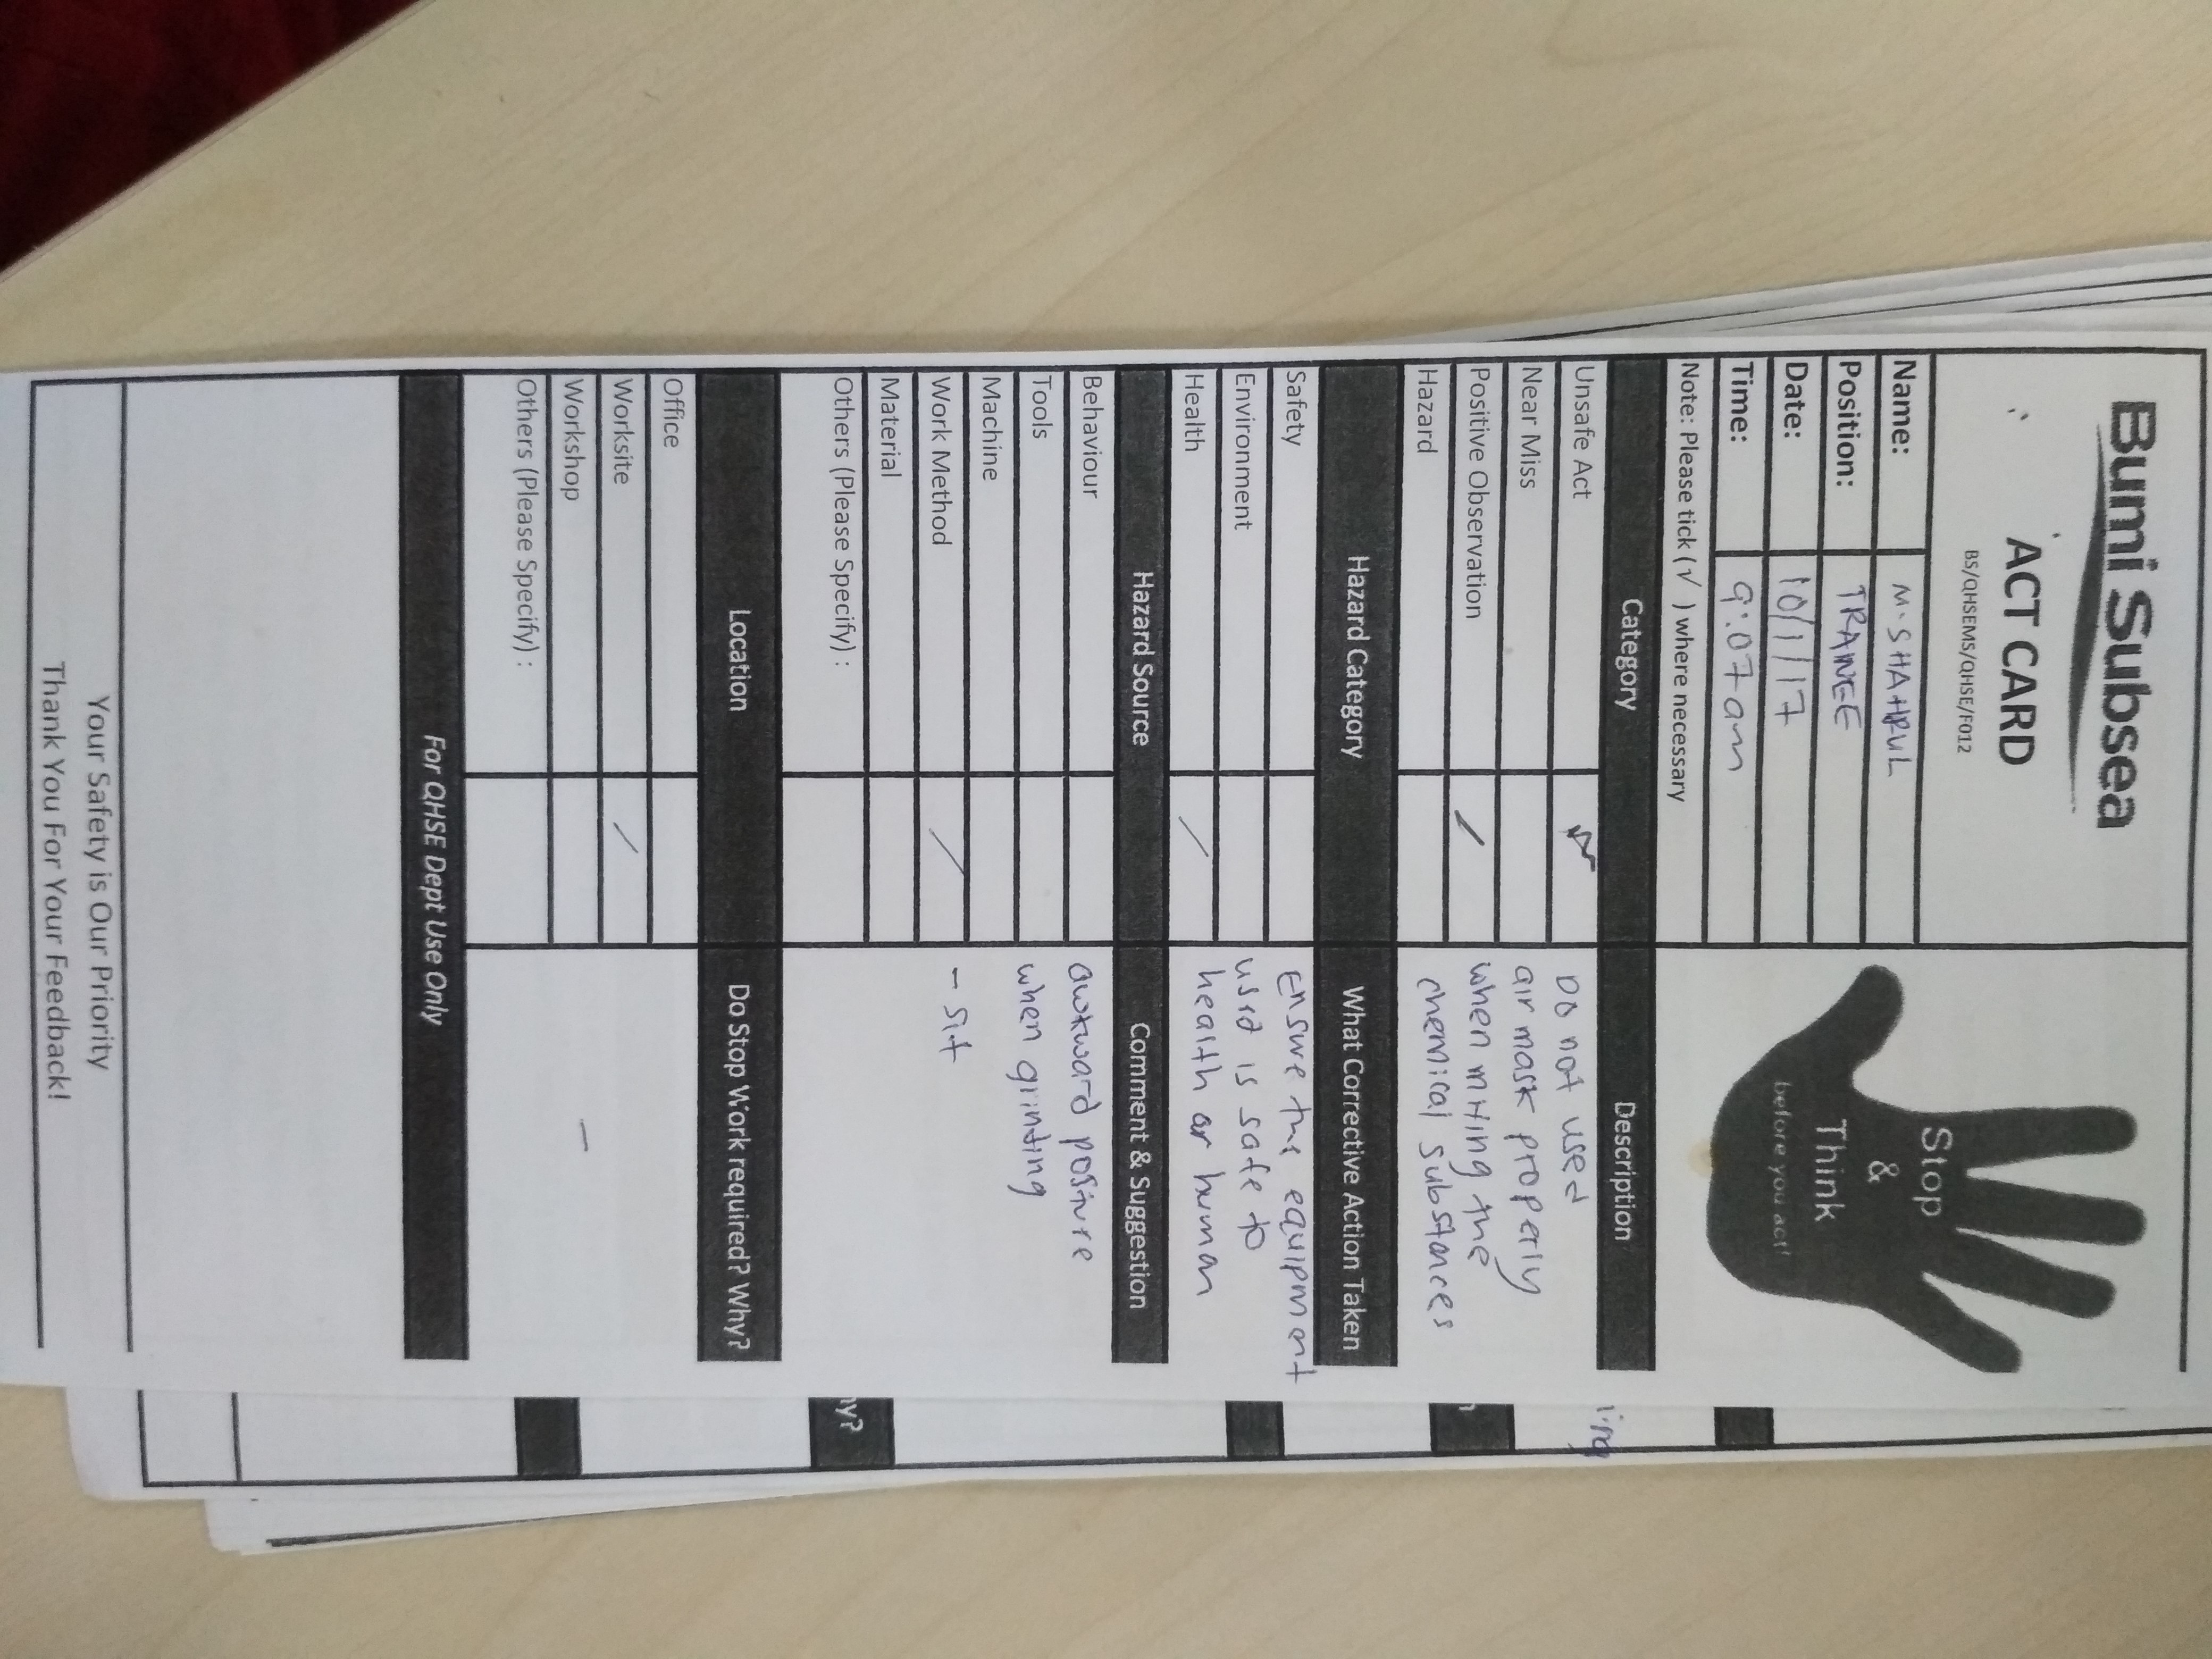 Bumi Subsea
ACT CARD
BS/QHSEMS/QHSE/F012
Stop
&
Think
before you act!
Name: M. SHAHRUL
Position: TRAINEE
Date: 10/1/17
Time: 9:07am
Note: Please tick (√ ) where necessary
Category Description
Unsafe Act
Near Miss
Positive Observation /
Hazard
Do not used
air mask properly
when mixing the
chemical substances
Hazard Category What Corrective Action Taken
Safety
Environment
Health /
Ensure the equipment
used is safe to
health or human
Hazard Source Comment & Suggestion
Behaviour
Tools
Machine
Work Method /
Material
Others (Please Specify) :
awkward posture
when grinting
- sit
Location Do Stop Work required? Why?
Office
Worksite /
Workshop
Others (Please Specify) :
-
For QHSE Dept Use Only
Your Safety is Our Priority
Thank You For Your Feedback!
ny?